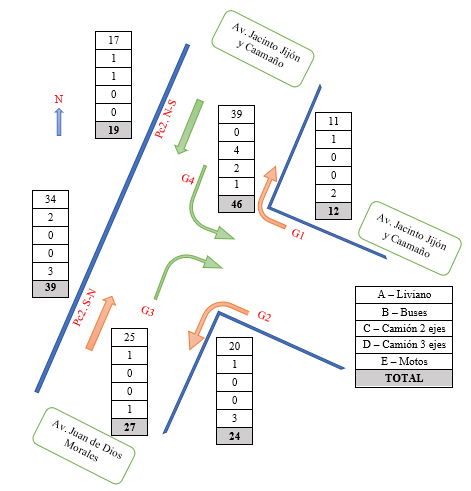 Av. Jacinto Jijón
y Caamaño
17
1
1
0
0
19
N
Pc2. N-S
39
0
4
2
1
46
11
1
0
0
2
12
G4
G1
Av. Jacinto Jijón
y Caamaño
34
2
0
0
3
39
Pc2. S-N
G3
G2
A – Liviano
B – Buses
C – Camión 2 ejes
D – Camión 3 ejes
E – Motos
TOTAL
25
1
0
0
1
27
20
1
0
0
3
24
Av. Juan de Dios
Morales